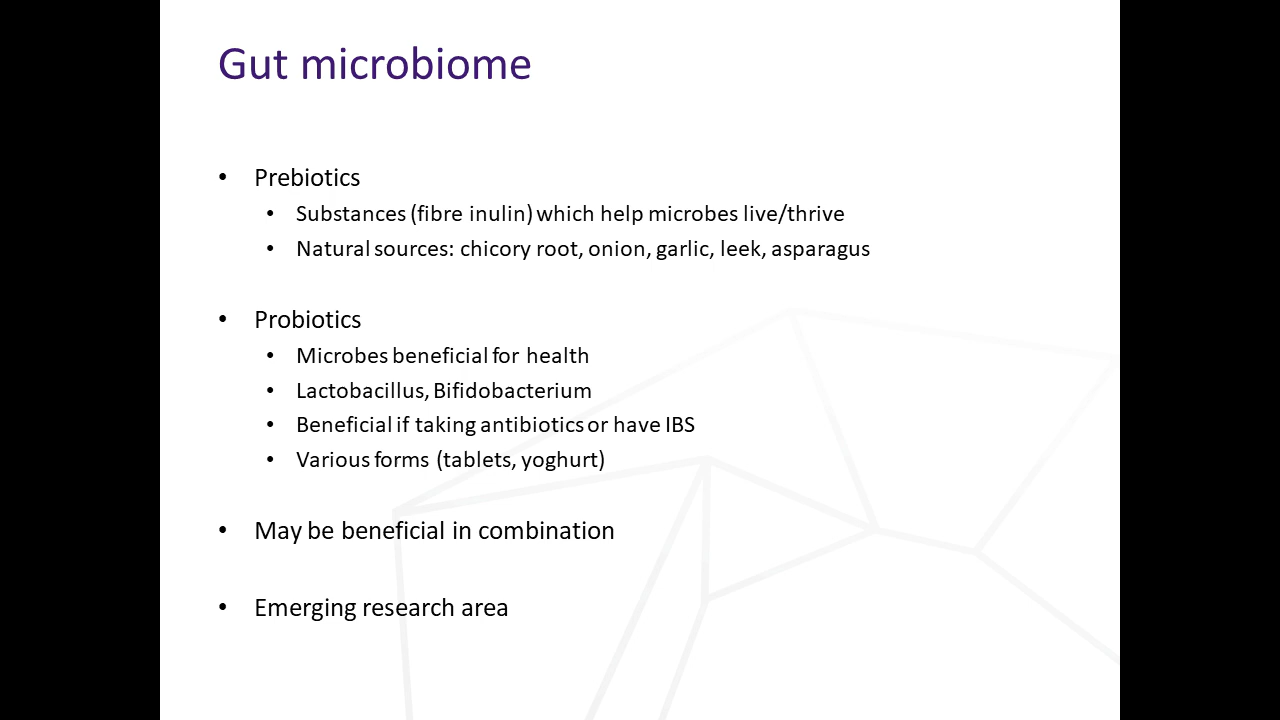 Gut microbiome
• Prebiotics
• Substances (fibre inulin) which help microbes live/thrive
• Natural sources: chicory root, onion, garlic, leek, asparagus
• Probiotics
• Microbes beneficial for health
• Lactobacillus, Bifidobacterium
• Beneficial if taking antibiotics or have IBS
• Various forms (tablets, yoghurt)
• May be beneficial in combination
• Emerging research area